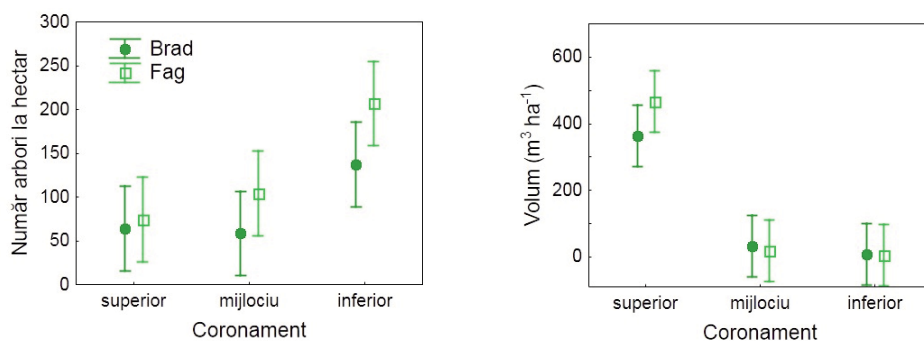 300
250
200
150
100
50
0
Număr arbori la hectar
Brad
Fag
superior mijlociu inferior
Coronament
600
400
200
0
Volum (m³ ha⁻¹)
superior mijlociu inferior
Coronament